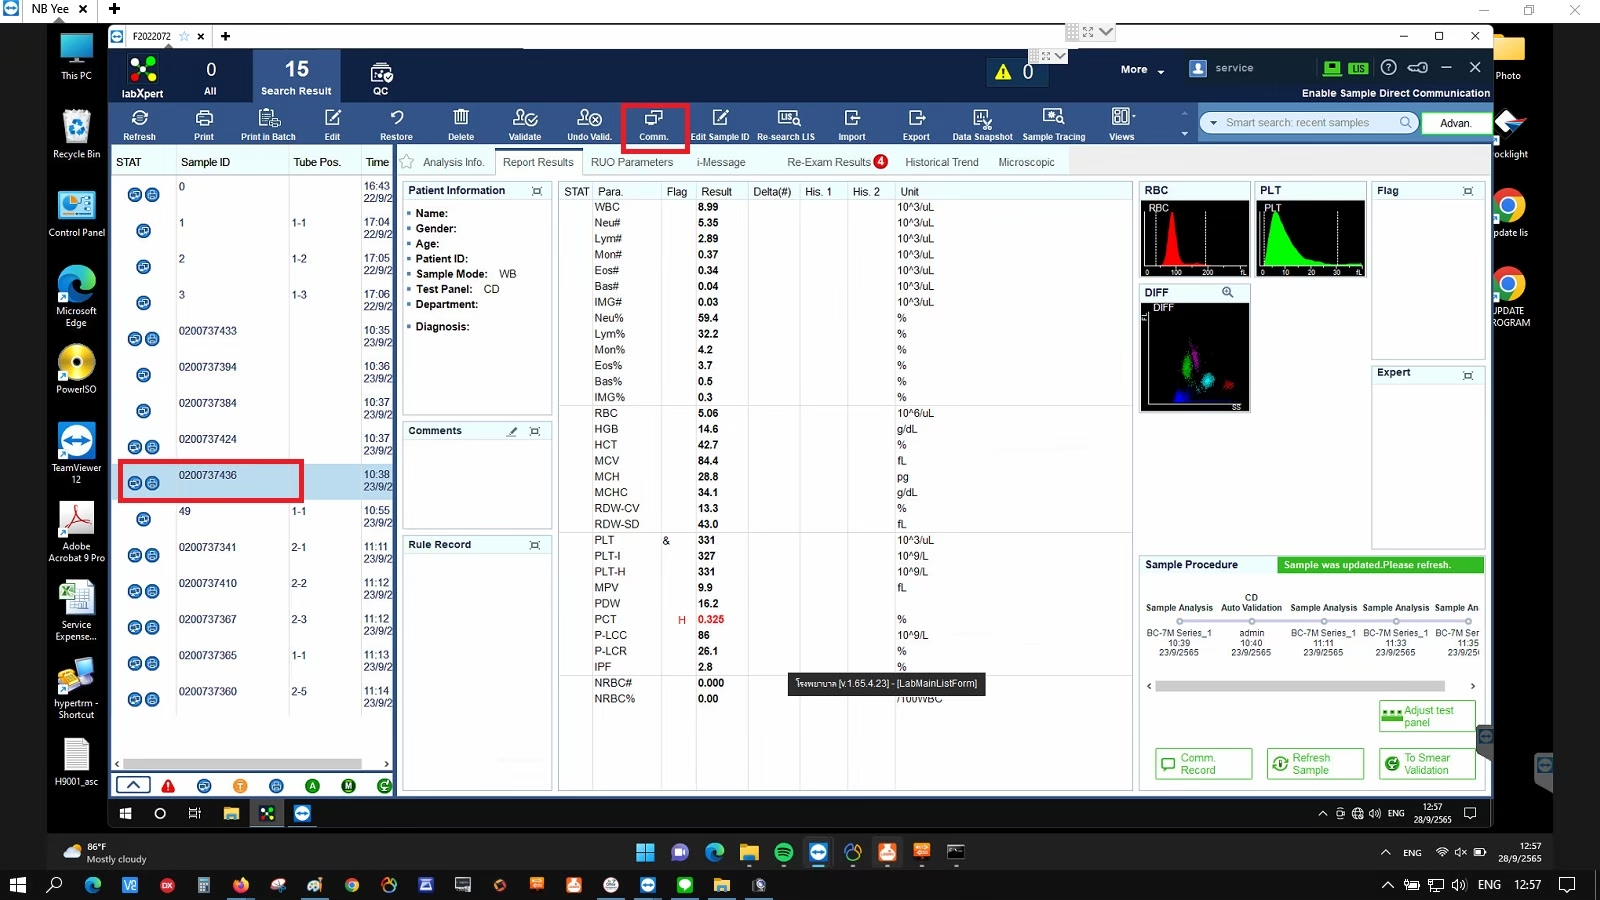 NB Yee
F2022072
This PC
Recycle Bin
Control Panel
Microsoft
Edge
PowerISO
TeamViewer
12
Adobe
Acrobat 9 Pro
Service
Expense...
hypertrm -
Shortcut
H9001_asc
Photo
update lis
UPDATE
labXpert
0
All
15
Search Result
QC
0
More
service
LIS
Enable Sample Direct Communication
Refresh
Print
Print in Batch
Edit
Restore
Delete
Validate
Undo Valid.
Comm.
Edit Sample ID
Re-search LIS
Import
Export
Data Snapshot
Sample Tracing
Views
Smart search: recent samples
Advan.
STAT Sample ID Tube Pos. Time
0 16:43
22/9/2
1 1-1 17:04
22/9/2
2 1-2 17:05
22/9/2
3 1-3 17:06
22/9/2
0200737433 10:35
23/9/2
0200737394 10:36
23/9/2
0200737384 10:37
23/9/2
0200737424 10:37
23/9/2
0200737436 10:38
23/9/2
49 1-1 10:55
23/9/2
0200737341 2-1 11:11
23/9/2
0200737410 2-2 11:12
23/9/2
0200737367 2-3 11:12
23/9/2
0200737365 1-1 11:13
23/9/2
0200737360 2-5 11:14
23/9/2
Analysis Info. Report Results RUO Parameters i-Message Re-Exam Results 4 Historical Trend Microscopic
Patient Information
Name:
Gender:
Age:
Patient ID:
Sample Mode: WB
Test Panel: CD
Department:
Diagnosis:
Comments
Rule Record
STAT Para. Flag Result Delta(#) His. 1 His. 2 Unit
WBC 8.99 10^3/uL
Neu# 5.35 10^3/uL
Lym# 2.89 10^3/uL
Mon# 0.37 10^3/uL
Eos# 0.34 10^3/uL
Bas# 0.04 10^3/uL
IMG# 0.03 10^3/uL
Neu% 59.4 %
Lym% 32.2 %
Mon% 4.2 %
Eos% 3.7 %
Bas% 0.5 %
IMG% 0.3 %
RBC 5.06 10^6/uL
HGB 14.6 g/dL
HCT 42.7 %
MCV 84.4 fL
MCH 28.8 pg
MCHC 34.1 g/dL
RDW-CV 13.3 %
RDW-SD 43.0 fL
PLT & 331 10^3/uL
PLT-I 327 10^9/L
PLT-H 331 10^9/L
MPV 9.9 fL
PDW 16.2
PCT H 0.325 %
P-LCC 86 10^9/L
P-LCR 26.1 %
IPF 2.8 %
NRBC# 0.000
NRBC% 0.00 /100WBC
โรงพยาบาล [v.1.65.4.23] - [LabMainListForm]
RBC
RBC
0 100 200 fL
PLT
PLT
0 10 30 fL
DIFF
DIFF
FL
SS
Flag
Expert
Sample Procedure
Sample was updated.Please refresh.
CD
Sample Analysis Auto Validation Sample Analysis Sample Analysis Sample An
BC-7M Series_1 admin BC-7M Series_1 BC-7M Series_1 BC-7M Ser
10:39 10:40 11:11 11:33 11:35
23/9/2565 23/9/2565 23/9/2565 23/9/2565 23/9/256
Adjust test
panel
Comm.
Record
Refresh
Sample
To Smear
Validation
T
A
M
ENG
12:57
28/9/2565
86°F
Mostly cloudy
ENG
12:57
28/9/2565
V2
DX
ENG 12:57